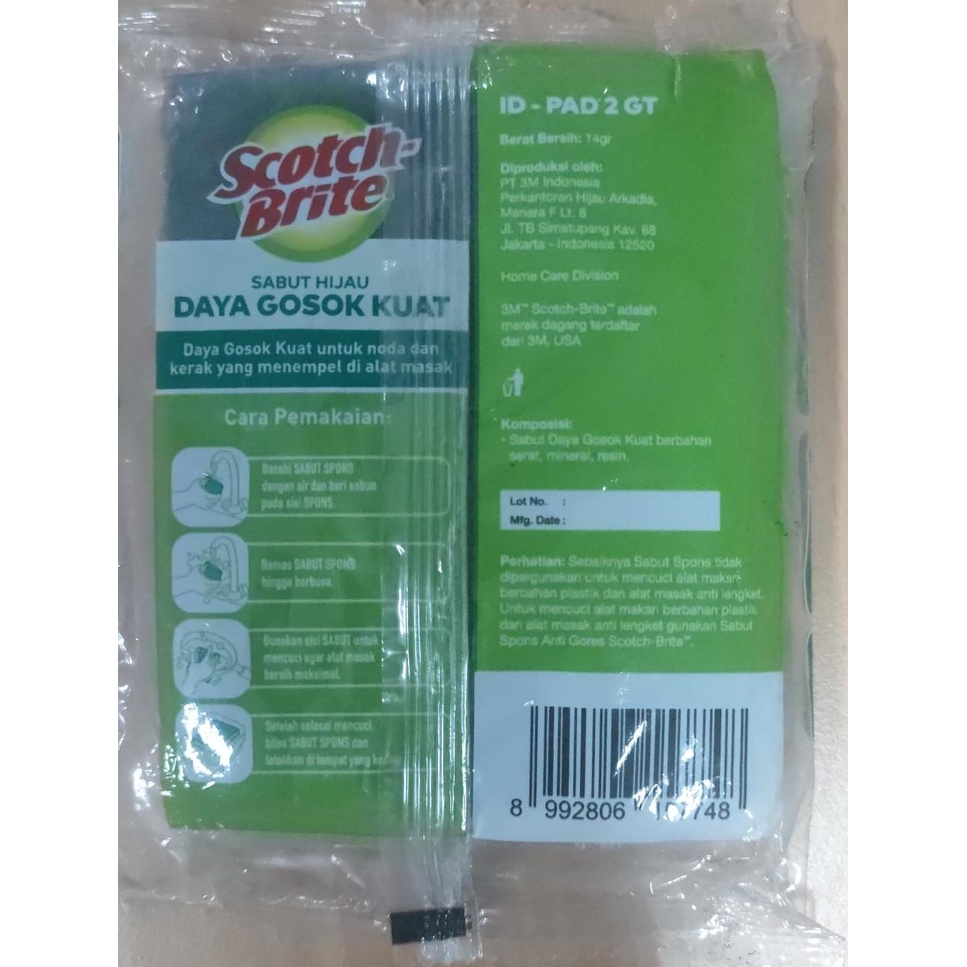 Scotch-
Brite
SABUT HIJAU
DAYA GOSOK KUAT
Daya Gosok Kuat untuk noda dan
kerak yang menempel di alat masak
Cara Pemakaian:
Basahi SABUT SPONS
dengan air dan beri sabun
pada sisi SPONS.
Remas SABUT SPONS
hingga berbusa.
Gunakan sisi SABUT untuk
mencuci agar alat masak
bersih maksimal.
Setelah selesai mencuci,
bilas SABUT SPONS dan
letakkan di tempat yang
ID - PAD 2 GT
Berat Bersih: 14gr
Diproduksi oleh:
PT 3M Indonesia
Perkantoran Hijau Arkadia,
Menara F Lt. 8
Jl. TB Simatupang Kav. 88
Jakarta - Indonesia 12520
Home Care Division
3M™ Scotch-Brite™ adalah
merek dagang terdaftar
dari 3M, USA
Komposisi:
• Sabut Daya Gosok Kuat berbahan
serat, mineral, resin.
Lot No. :
Mfg. Date :
Perhatian: Sebaiknya Sabut Spons tidak
dipergunakan untuk mencuci alat makan
berbahan plastik dan alat masak anti lengket.
Untuk mencuci alat makan berbahan plastik
dan alat masak anti lengket gunakan Sabut
Spons Anti Gores Scotch-Brite™.
8 992806